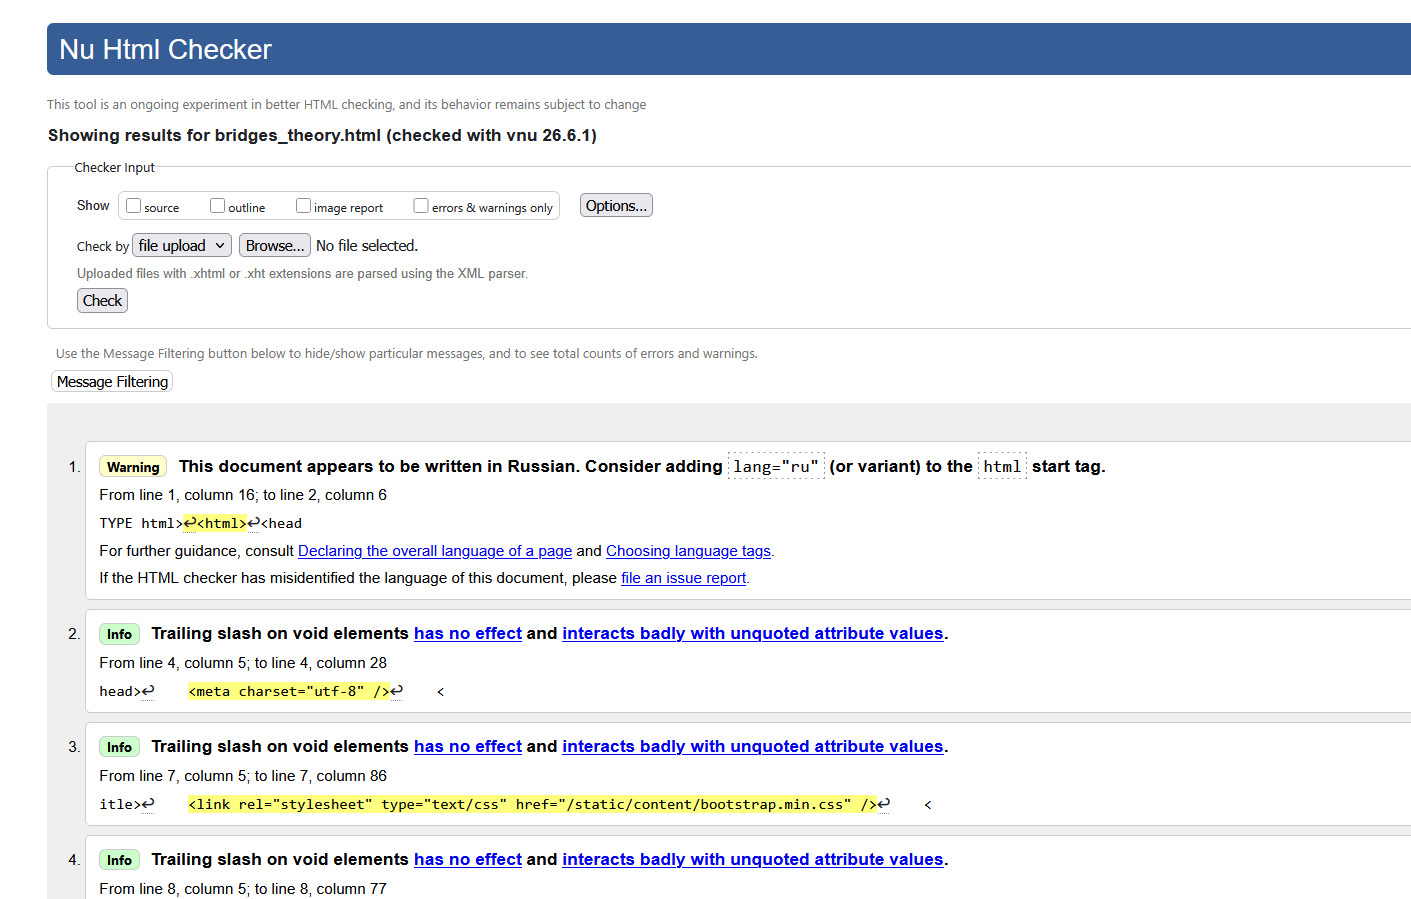 Nu Html Checker
This tool is an ongoing experiment in better HTML checking, and its behavior remains subject to change
Showing results for bridges_theory.html (checked with vnu 26.6.1)
Checker Input
Show source outline image report errors & warnings only Options...
Check by file upload Browse... No file selected.
Uploaded files with .xhtml or .xht extensions are parsed using the XML parser.
Check
Use the Message Filtering button below to hide/show particular messages, and to see total counts of errors and warnings.
Message Filtering
1. Warning This document appears to be written in Russian. Consider adding lang="ru" (or variant) to the html start tag.
From line 1, column 16; to line 2, column 6
TYPE html>↩<html>↩<head
For further guidance, consult Declaring the overall language of a page and Choosing language tags.
If the HTML checker has misidentified the language of this document, please file an issue report.
2. Info Trailing slash on void elements has no effect and interacts badly with unquoted attribute values.
From line 4, column 5; to line 4, column 28
head>↩    <meta charset="utf-8" />↩    <
3. Info Trailing slash on void elements has no effect and interacts badly with unquoted attribute values.
From line 7, column 5; to line 7, column 86
itle>↩    <link rel="stylesheet" type="text/css" href="/static/content/bootstrap.min.css" />↩    <
4. Info Trailing slash on void elements has no effect and interacts badly with unquoted attribute values.
From line 8, column 5; to line 8, column 77